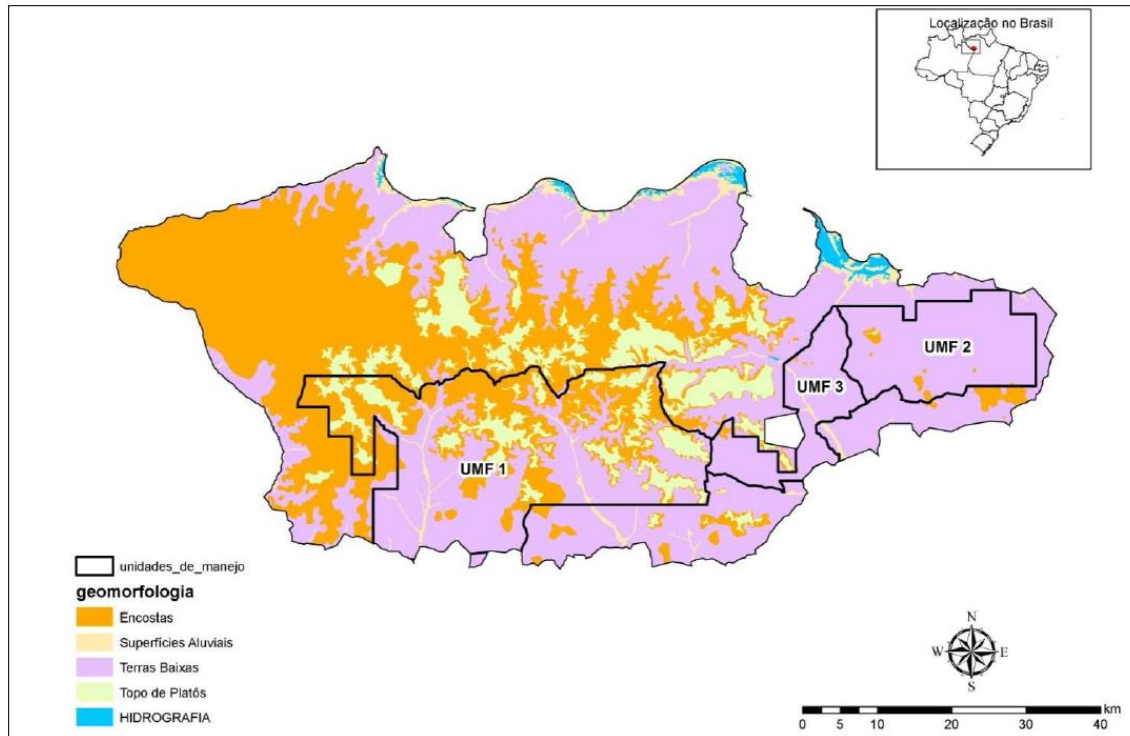 Localização no Brasil
UMF 2
UMF 3
UMF 1
unidades_de_manejo
geomorfologia
Encostas
Superfícies Aluviais
Terras Baixas
Topo de Platôs
HIDROGRAFIA
N
W E
S
km
0 5 10 20 30 40